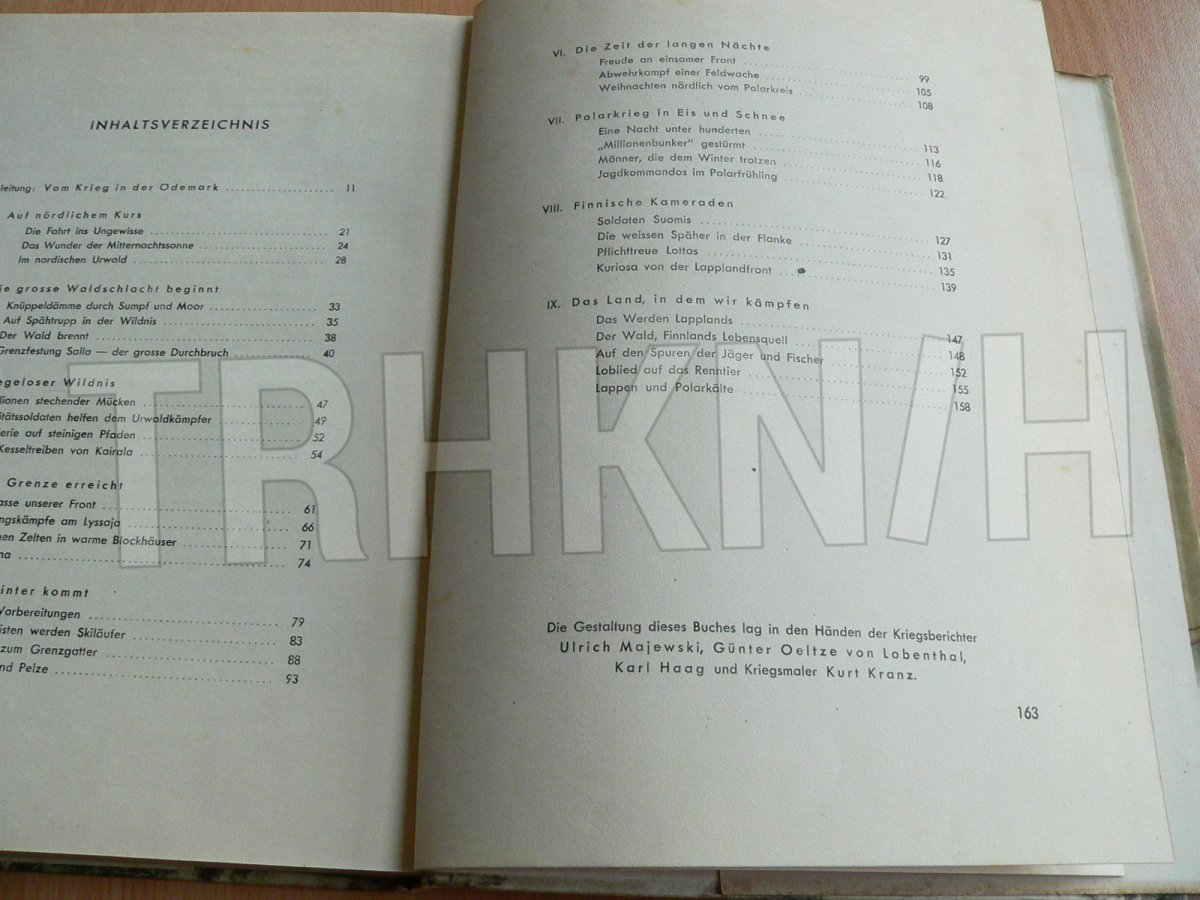 INHALTSVERZEICHNIS
leitung: Vom Krieg in der Ödemark 11
Auf nördlichem Kurs
Die Fahrt ins Ungewisse 21
Das Wunder der Mitternachtssonne 24
Im nordischen Urwald 28
ie grosse Waldschlacht beginnt
Knüppeldämme durch Sumpf und Moor 33
Auf Spähtrupp in der Wildnis 35
Der Wald brennt 38
Grenzfestung Salla — der grosse Durchbruch 40
egeloser Wildnis
lionen stechender Mücken 47
itätssoldaten helfen dem Urwaldkämpfer 49
erie auf steinigen Pfaden 52
Kesseltreiben von Kairala 54
Grenze erreicht
asse unserer Front 61
ngskämpfe am Lyssaja 66
nen Zelten in warme Blockhäuser 71
na 74
inter kommt
Vorbereitungen 79
isten werden Skiläufer 83
zum Grenzgatter 88
nd Pelze 93
VI. Die Zeit der langen Nächte
Freude an einsamer Front 99
Abwehrkampf einer Feldwache 105
Weihnachten nördlich vom Polarkreis 108
VII. Polarkrieg in Eis und Schnee
Eine Nacht unter hunderten 113
„Millionenbunker" gestürmt 116
Männer, die dem Winter trotzen 118
Jagdkommandos im Polarfrühling 122
VIII. Finnische Kameraden
Soldaten Suomis 127
Die weissen Späher in der Flanke 131
Pflichttreue Lottas 135
Kuriosa von der Lapplandfront 139
IX. Das Land, in dem wir kämpfen
Das Werden Lapplands 147
Der Wald, Finnlands Lebensquell 148
Auf den Spuren der Jäger und Fischer 152
Loblied auf das Renntier 155
Lappen und Polarkälte 158
Die Gestaltung dieses Buches lag in den Händen der Kriegsberichter
Ulrich Majewski, Günter Oeltze von Lobenthal,
Karl Haag und Kriegsmaler Kurt Kranz.
163
TRHKN/H